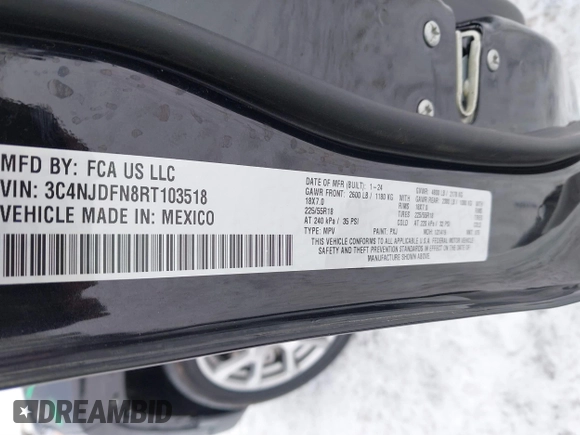 MFD BY: FCA US LLC
VIN: 3C4NJDFN8RT103518
VEHICLE MADE IN: MEXICO
DATE OF MFR (BUILT): 1-24
GAWR FRONT: 2600 LB / 1180 KG
18X7.0
225/55R18
AT 240 kPa / 35 PSI
TYPE: MPV
PAINT: PXJ
THIS VEHICLE CONFORMS TO ALL APPLICABLE U.S.A. FEDERAL MOTOR VEHICLE
SAFETY AND THEFT PREVENTION STANDARDS IN EFFECT ON THE DATE OF
MANUFACTURE SHOWN ABOVE.
DREAMBID